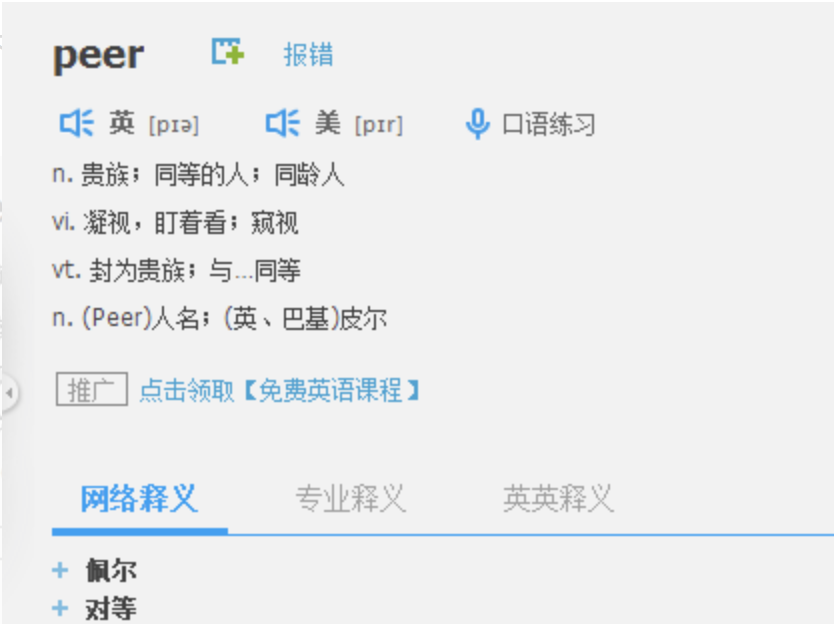 peer 报错
英 [pɪə] 美 [pɪr] 口语练习
n. 贵族；同等的人；同龄人
vi. 凝视，盯着看；窥视
vt. 封为贵族；与...同等
n. (Peer)人名；(英、巴基)皮尔
推广 点击领取【免费英语课程】
网络释义 专业释义 英英释义
+ 佩尔
+ 对等